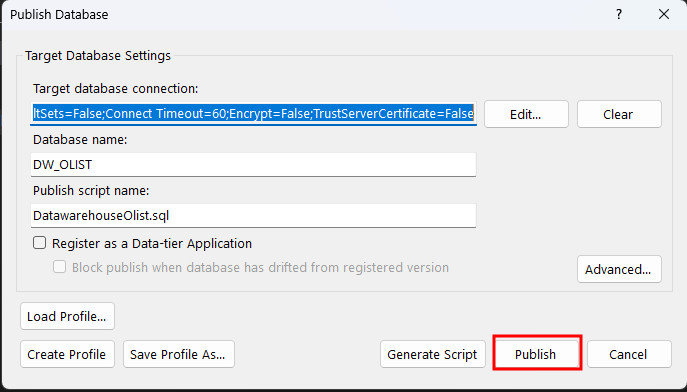 Publish Database
?
Target Database Settings
Target database connection:
ltSets=False;Connect Timeout=60;Encrypt=False;TrustServerCertificate=False
Edit...
Clear
Database name:
DW_OLIST
Publish script name:
DatawarehouseOlist.sql
Register as a Data-tier Application
Block publish when database has drifted from registered version
Advanced...
Load Profile...
Create Profile
Save Profile As...
Generate Script
Publish
Cancel